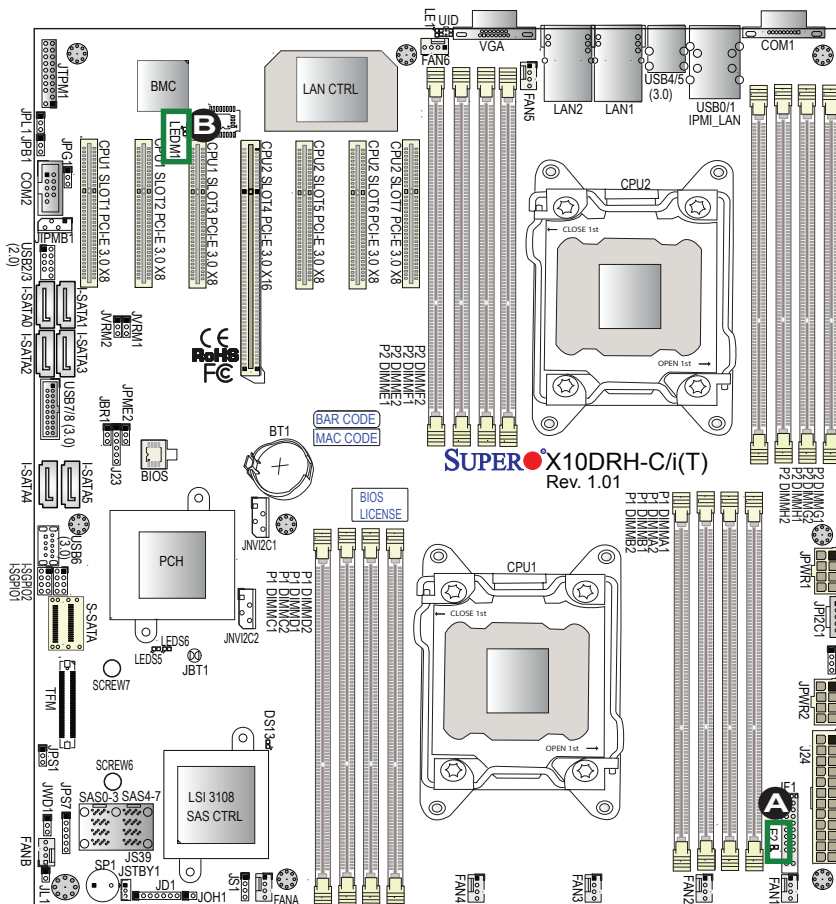 LE1
UID
VGA
FAN6
FAN5
LAN2
LAN1
USB4/5
(3.0)
USB0/1
IPMI_LAN
COM1
JTPM1
BMC
LAN CTRL
JPL1
JPB1
LEDM1
B
JPG1
COM2
CPU1 SLOT1 PCI-E 3.0 X8
CPU1 SLOT2 PCI-E 3.0 X8
CPU1 SLOT3 PCI-E 3.0 X8
CPU2 SLOT4 PCI-E 3.0 X16
CPU2 SLOT5 PCI-E 3.0 X8
CPU2 SLOT6 PCI-E 3.0 X8
CPU2 SLOT7 PCI-E 3.0 X8
CPU2
CLOSE 1st
OPEN 1st
JIPMB1
USB2/3
(2.0)
I-SATA0
I-SATA1
I-SATA2
I-SATA3
JVRM2
JVRM1
CE
RoHS
FC
P2 DIMME1
P2 DIMME2
P2 DIMMF1
P2 DIMMF2
USB7/8 (3.0)
JBR1
JPME2
J23
BIOS
BT1
BAR CODE
MAC CODE
SUPER X10DRH-C/i(T)
Rev. 1.01
I-SATA4
I-SATA5
BIOS
LICENSE
JNVI2C1
P2 DIMMH2
P2 DIMMH1
P2 DIMMG2
P2 DIMMG1
P1 DIMMB2
P1 DIMMB1
P1 DIMMA2
P1 DIMMA1
USB6
(3.0)
PCH
JPWR1
JPI2C1
I-SGPIO1
I-SGPIO2
S-SATA
P1 DIMMC1
P1 DIMMC2
P1 DIMMD1
P1 DIMMD2
CPU1
CLOSE 1st
OPEN 1st
JNVI2C2
LEDS6
LEDS5
JBT1
SCREW7
TFM
JPWR2
DS13
J24
JPS1
SCREW6
SAS0-3
SAS4-7
LSI 3108
SAS CTRL
JF1
A
JWD1
JPS7
FANB
JS39
JSTBY1
SP1
JD1
JOH1
JL1
JS1
FANA
FAN4
FAN3
FAN2
FAN1